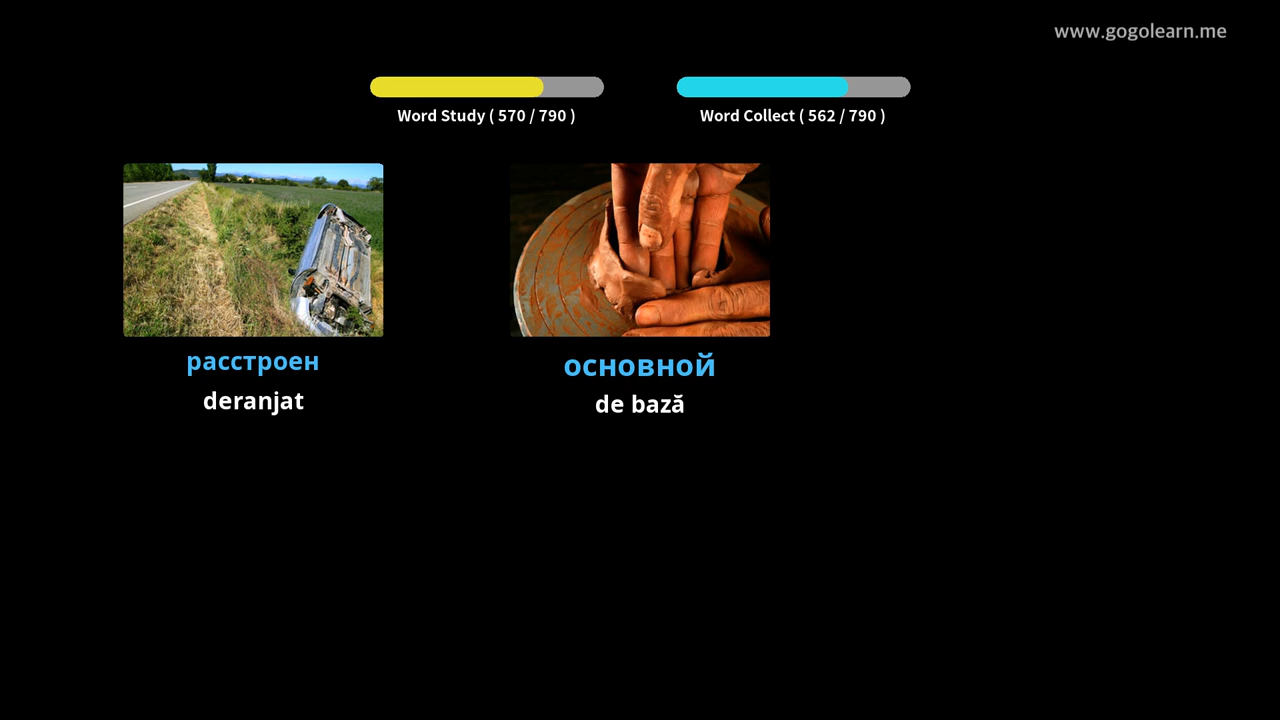 www.gogolearn.me
Word Study ( 570 / 790 )
Word Collect ( 562 / 790 )
расстроен
deranjat
основной
de bază